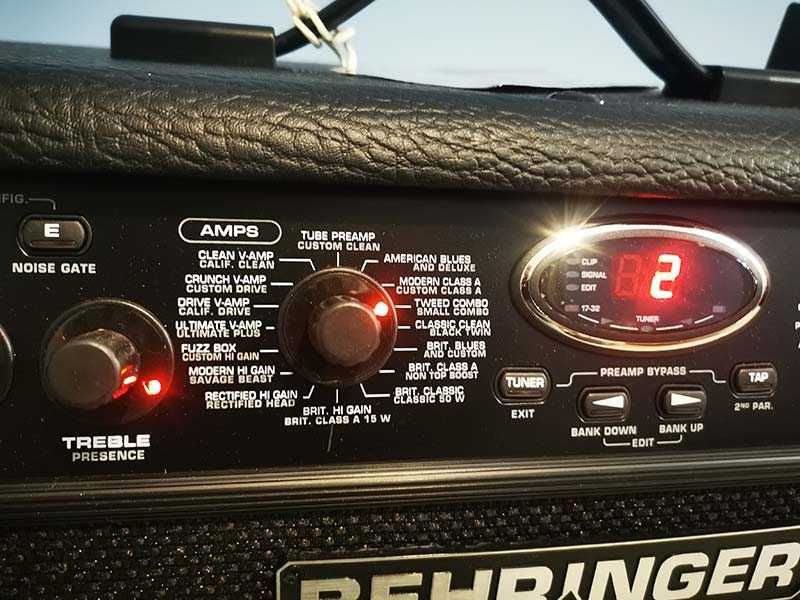 FIG.
E
NOISE GATE
TREBLE
PRESENCE
AMPS
TUBE PREAMP
CUSTOM CLEAN
CLEAN V-AMP
CALIF. CLEAN
CRUNCH V-AMP
CUSTOM DRIVE
DRIVE V-AMP
CALIF. DRIVE
ULTIMATE V-AMP
ULTIMATE PLUS
FUZZ BOX
CUSTOM HI GAIN
MODERN HI GAIN
SAVAGE BEAST
RECTIFIED HI GAIN
RECTIFIED HEAD
BRIT. HI GAIN
BRIT. CLASS A 15 W
AMERICAN BLUES
AND DELUXE
MODERN CLASS A
CUSTOM CLASS A
TWEED COMBO
SMALL COMBO
CLASSIC CLEAN
BLACK TWIN
BRIT. BLUES
AND CUSTOM
BRIT. CLASS A
NON TOP BOOST
BRIT. CLASSIC
CLASSIC 50 W
CLIP
SIGNAL
EDIT
17-32
2
TUNER
PREAMP BYPASS
TUNER
EXIT
BANK DOWN
BANK UP
EDIT
TAP
2ND PAR.
BEHRINGER